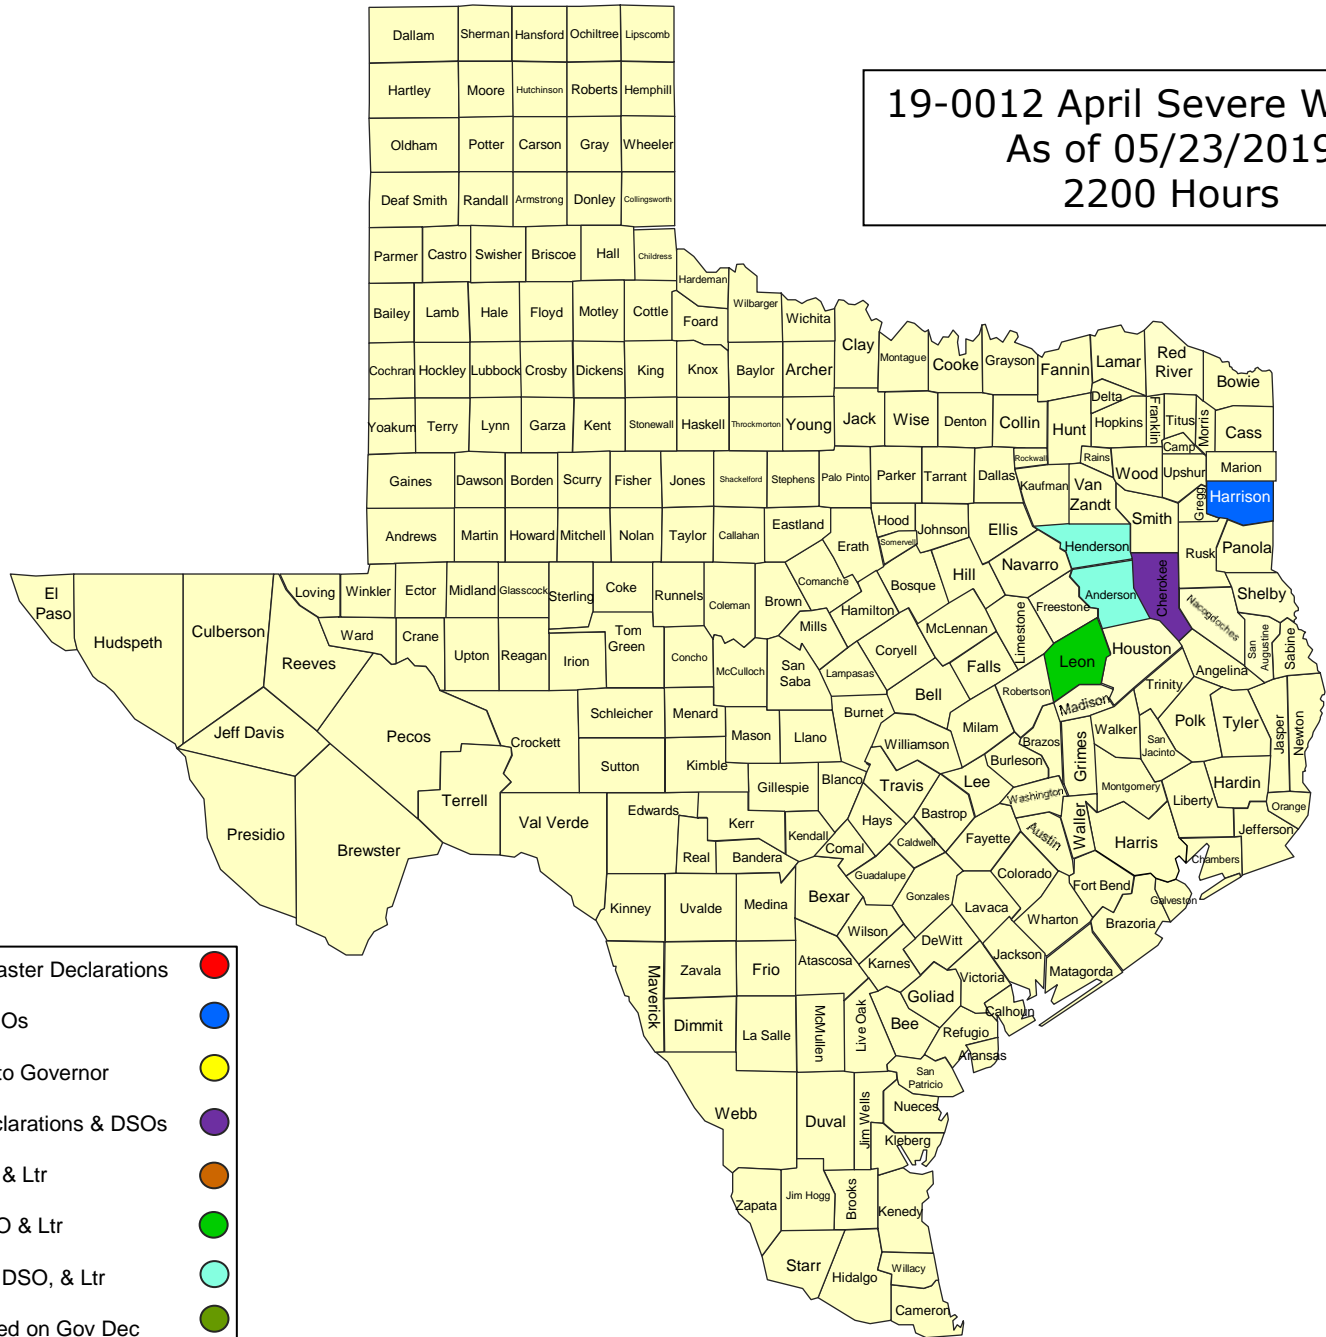 Dallam Sherman Hansford Ochiltree Lipscomb
Hartley Moore Hutchinson Roberts Hemphill
19-0012 April Severe W
As of 05/23/2019
2200 Hours
Oldham Potter Carson Gray Wheeler
Deaf Smith Randall Armstrong Donley Collingsworth
Parmer Castro Swisher Briscoe Hall Childress
Hardeman
Bailey Lamb Hale Floyd Motley Cottle Foard Wilbarger Wichita
Clay Montague Cooke Grayson Fannin Lamar Red River Bowie
Cochran Hockley Lubbock Crosby Dickens King Knox Baylor Archer
Delta
Yoakum Terry Lynn Garza Kent Stonewall Haskell Throckmorton Young Jack Wise Denton Collin Hunt Hopkins Franklin Titus Morris Cass
Camp
Rockwall Rains
Gaines Dawson Borden Scurry Fisher Jones Shackelford Stephens Palo Pinto Parker Tarrant Dallas Kaufman Van Zandt Wood Upshur Marion
Gregg Harrison
Andrews Martin Howard Mitchell Nolan Taylor Callahan Eastland Erath Hood Somervell Johnson Ellis Henderson Smith Rusk Panola
El Paso Hudspeth Culberson Loving Winkler Ector Midland Glasscock Sterling Coke Runnels Coleman Brown Comanche Hamilton Bosque Hill Navarro Freestone Anderson Cherokee Nacogdoches Shelby
Reeves Ward Crane Upton Reagan Irion Tom Green Concho McCulloch San Saba Mills Lampasas Coryell McLennan Limestone Falls Leon Houston Angelina San Augustine Sabine
Jeff Davis Pecos Crockett Schleicher Menard Mason Llano Burnet Bell Milam Robertson Madison Trinity Walker Polk Tyler Jasper Newton
San Jacinto
Sutton Kimble Gillespie Blanco Williamson Travis Lee Burleson Brazos Grimes Washington Montgomery Liberty Hardin Orange
Presidio Brewster Terrell Val Verde Edwards Kerr Kendall Hays Comal Caldwell Bastrop Fayette Austin Waller Harris Jefferson Chambers
Real Bandera Guadalupe Gonzales Colorado Fort Bend Galveston
Kinney Uvalde Medina Bexar Wilson Lavaca Wharton Brazoria
Maverick Zavala Frio Atascosa Karnes DeWitt Jackson Matagorda
Dimmit La Salle McMullen Live Oak Bee Goliad Victoria Calhoun
Refugio
Aransas
San Patricio
Webb Duval Jim Wells Nueces
Kleberg
Zapata Jim Hogg Brooks Kenedy
Starr Hidalgo Willacy
Cameron
aster Declarations
Os
to Governor
clarations & DSOs
& Ltr
O & Ltr
DSO, & Ltr
ed on Gov Dec